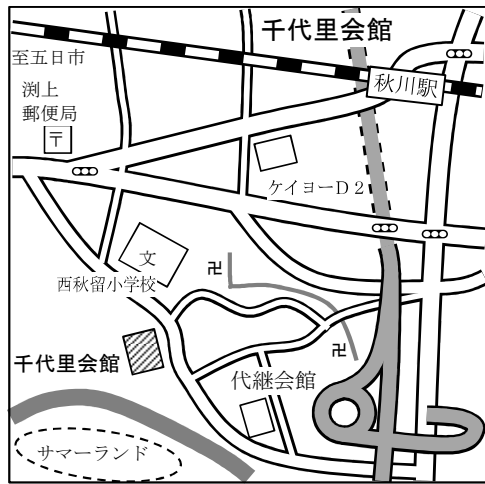 千代里会館
至五日市
秋川駅
渕上
郵便局
〒
ケイヨーD2
文
西秋留小学校
卍
千代里会館
卍
代継会館
サマーランド